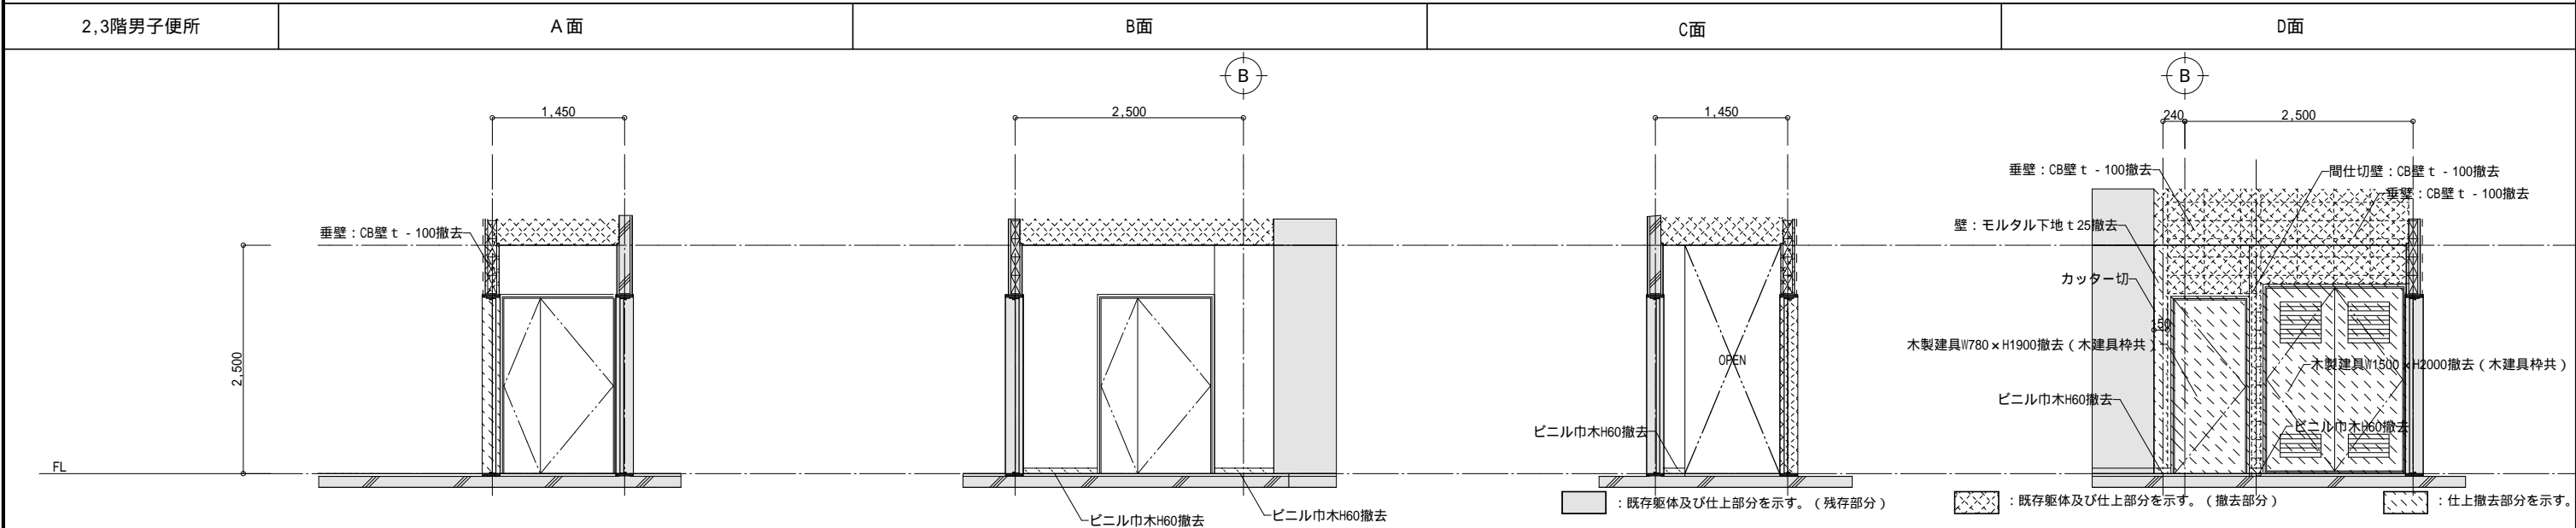 2,3階男子便所
A面
B面
C面
D面
B
B
1,450
2,500
1,450
240
2,500
垂壁：CB壁ｔ-100撤去
間仕切壁：CB壁ｔ-100撤去
垂壁：CB壁ｔ-100撤去
壁：モルタル下地ｔ25撤去
垂壁：CB壁ｔ-100撤去
カッター切
150
木製建具W780×H1900撤去（木建具枠共）
OPEN
木製建具W1500×H2000撤去（木建具枠共）
2,500
ビニル巾木H60撤去
ビニル巾木H60撤去
ビニル巾木H60撤去
FL
：既存躯体及び仕上部分を示す。（残存部分）
：既存躯体及び仕上部分を示す。（撤去部分）
：仕上撤去部分を示す。
ビニル巾木H60撤去
ビニル巾木H60撤去